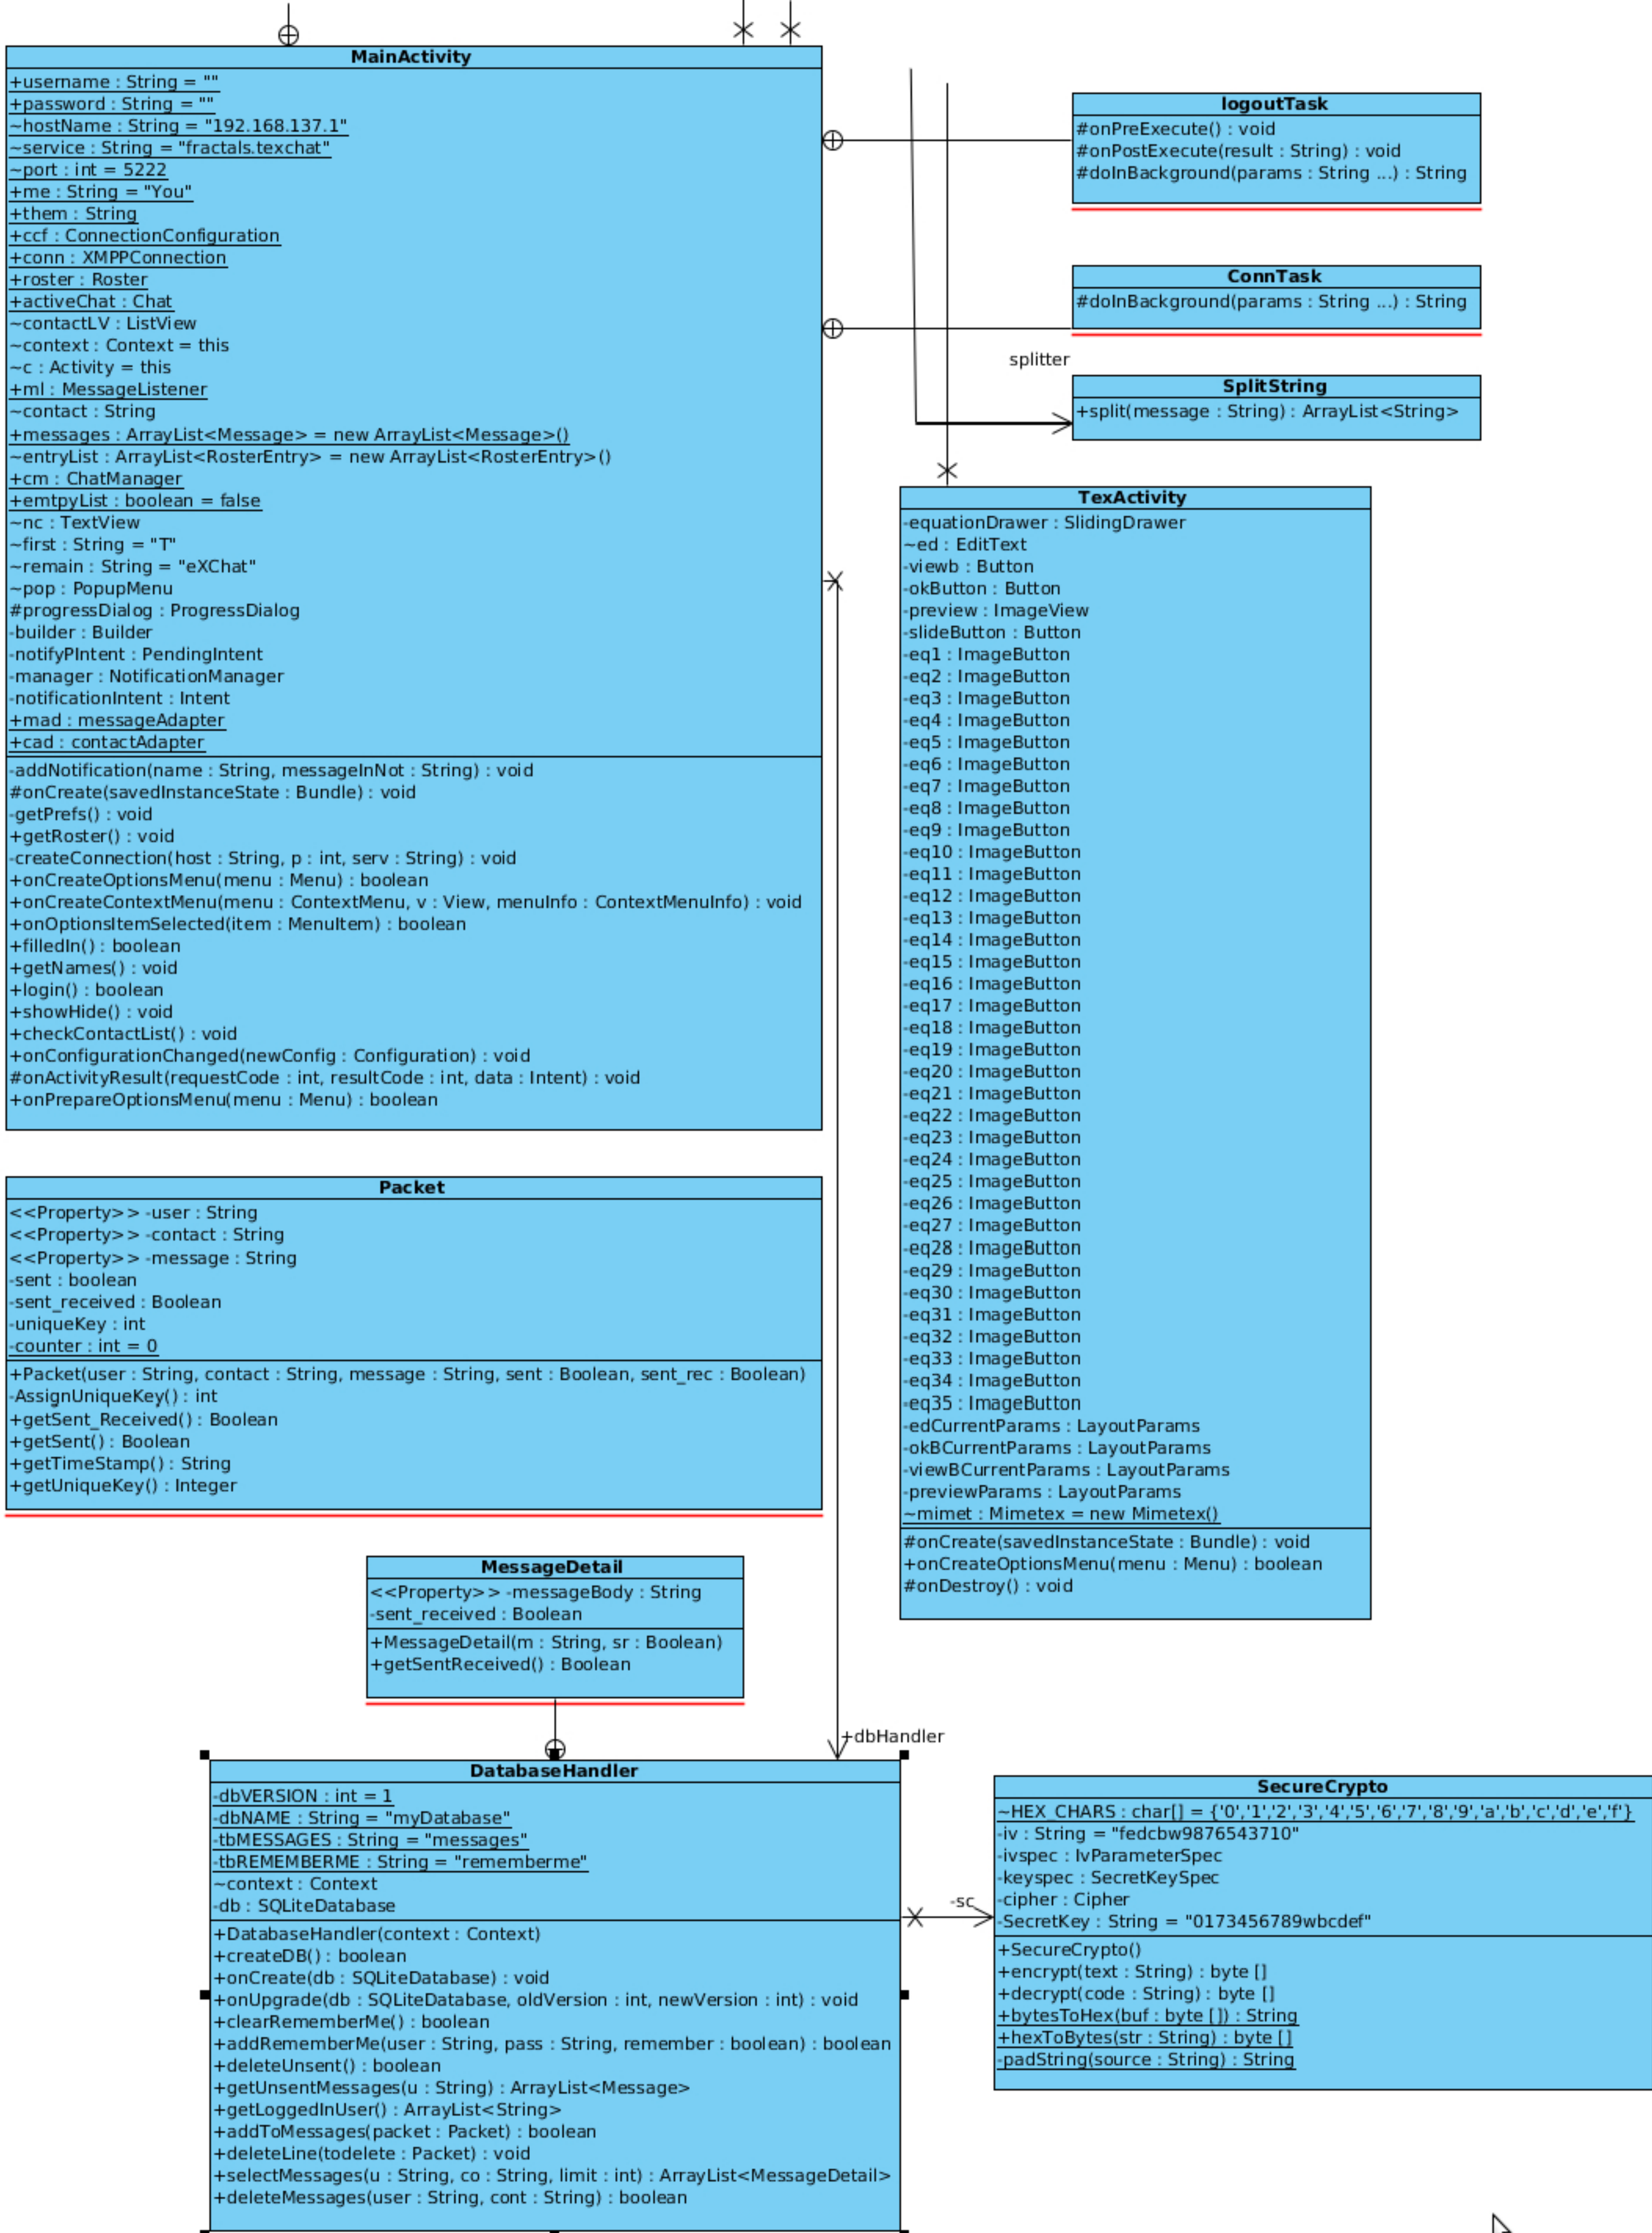 MainActivity
+username : String = ""
+password : String = ""
~hostName : String = "192.168.137.1"
~service : String = "fractals.texchat"
~port : int = 5222
+me : String = "You"
+them : String
+ccf : ConnectionConfiguration
+conn : XMPPConnection
+roster : Roster
+activeChat : Chat
~contactLV : ListView
~context : Context = this
~c : Activity = this
+ml : MessageListener
~contact : String
+messages : ArrayList<Message> = new ArrayList<Message>()
~entryList : ArrayList<RosterEntry> = new ArrayList<RosterEntry>()
+cm : ChatManager
+emtpyList : boolean = false
~nc : TextView
~first : String = "T"
~remain : String = "eXChat"
~pop : PopupMenu
#progressDialog : ProgressDialog
-builder : Builder
-notifyPIntent : PendingIntent
-manager : NotificationManager
-notificationIntent : Intent
+mad : messageAdapter
+cad : contactAdapter
-addNotification(name : String, messageInNot : String) : void
#onCreate(savedInstanceState : Bundle) : void
-getPrefs() : void
+getRoster() : void
-createConnection(host : String, p : int, serv : String) : void
+onCreateOptionsMenu(menu : Menu) : boolean
+onCreateContextMenu(menu : ContextMenu, v : View, menuInfo : ContextMenuInfo) : void
+onOptionsItemSelected(item : MenuItem) : boolean
+filledIn() : boolean
+getNames() : void
+login() : boolean
+showHide() : void
+checkContactList() : void
+onConfigurationChanged(newConfig : Configuration) : void
#onActivityResult(requestCode : int, resultCode : int, data : Intent) : void
+onPrepareOptionsMenu(menu : Menu) : boolean
logoutTask
#onPreExecute() : void
#onPostExecute(result : String) : void
#doInBackground(params : String ...) : String
ConnTask
#doInBackground(params : String ...) : String
splitter
SplitString
+split(message : String) : ArrayList<String>
TexActivity
-equationDrawer : SlidingDrawer
~ed : EditText
-viewb : Button
-okButton : Button
-preview : ImageView
-slideButton : Button
-eq1 : ImageButton
-eq2 : ImageButton
-eq3 : ImageButton
-eq4 : ImageButton
-eq5 : ImageButton
-eq6 : ImageButton
-eq7 : ImageButton
-eq8 : ImageButton
-eq9 : ImageButton
-eq10 : ImageButton
-eq11 : ImageButton
-eq12 : ImageButton
-eq13 : ImageButton
-eq14 : ImageButton
-eq15 : ImageButton
-eq16 : ImageButton
-eq17 : ImageButton
-eq18 : ImageButton
-eq19 : ImageButton
-eq20 : ImageButton
-eq21 : ImageButton
-eq22 : ImageButton
-eq23 : ImageButton
-eq24 : ImageButton
-eq25 : ImageButton
-eq26 : ImageButton
-eq27 : ImageButton
-eq28 : ImageButton
-eq29 : ImageButton
-eq30 : ImageButton
-eq31 : ImageButton
-eq32 : ImageButton
-eq33 : ImageButton
-eq34 : ImageButton
-eq35 : ImageButton
-edCurrentParams : LayoutParams
-okBCurrentParams : LayoutParams
-viewBCurrentParams : LayoutParams
-previewParams : LayoutParams
~mimet : Mimetex = new Mimetex()
#onCreate(savedInstanceState : Bundle) : void
+onCreateOptionsMenu(menu : Menu) : boolean
#onDestroy() : void
Packet
<<Property>> -user : String
<<Property>> -contact : String
<<Property>> -message : String
-sent : boolean
-sent_received : Boolean
-uniqueKey : int
-counter : int = 0
+Packet(user : String, contact : String, message : String, sent : Boolean, sent_rec : Boolean)
-AssignUniqueKey() : int
+getSent_Received() : Boolean
+getSent() : Boolean
+getTimeStamp() : String
+getUniqueKey() : Integer
MessageDetail
<<Property>> -messageBody : String
-sent_received : Boolean
+MessageDetail(m : String, sr : Boolean)
+getSentReceived() : Boolean
+dbHandler
DatabaseHandler
-dbVERSION : int = 1
-dbNAME : String = "myDatabase"
-tbMESSAGES : String = "messages"
-tbREMEMBERME : String = "rememberme"
~context : Context
-db : SQLiteDatabase
+DatabaseHandler(context : Context)
+createDB() : boolean
+onCreate(db : SQLiteDatabase) : void
+onUpgrade(db : SQLiteDatabase, oldVersion : int, newVersion : int) : void
+clearRememberMe() : boolean
+addRememberMe(user : String, pass : String, remember : boolean) : boolean
+deleteUnsent() : boolean
+getUnsentMessages(u : String) : ArrayList<Message>
+getLoggedInUser() : ArrayList<String>
+addToMessages(packet : Packet) : boolean
+deleteLine(todelete : Packet) : void
+selectMessages(u : String, co : String, limit : int) : ArrayList<MessageDetail>
+deleteMessages(user : String, cont : String) : boolean
-sc
SecureCrypto
~HEX_CHARS : char[] = {'0','1','2','3','4','5','6','7','8','9','a','b','c','d','e','f'}
-iv : String = "fedcbw9876543710"
-ivspec : IvParameterSpec
-keyspec : SecretKeySpec
-cipher : Cipher
-SecretKey : String = "0173456789wbcdef"
+SecureCrypto()
+encrypt(text : String) : byte []
+decrypt(code : String) : byte []
+bytesToHex(buf : byte []) : String
+hexToBytes(str : String) : byte []
-padString(source : String) : String